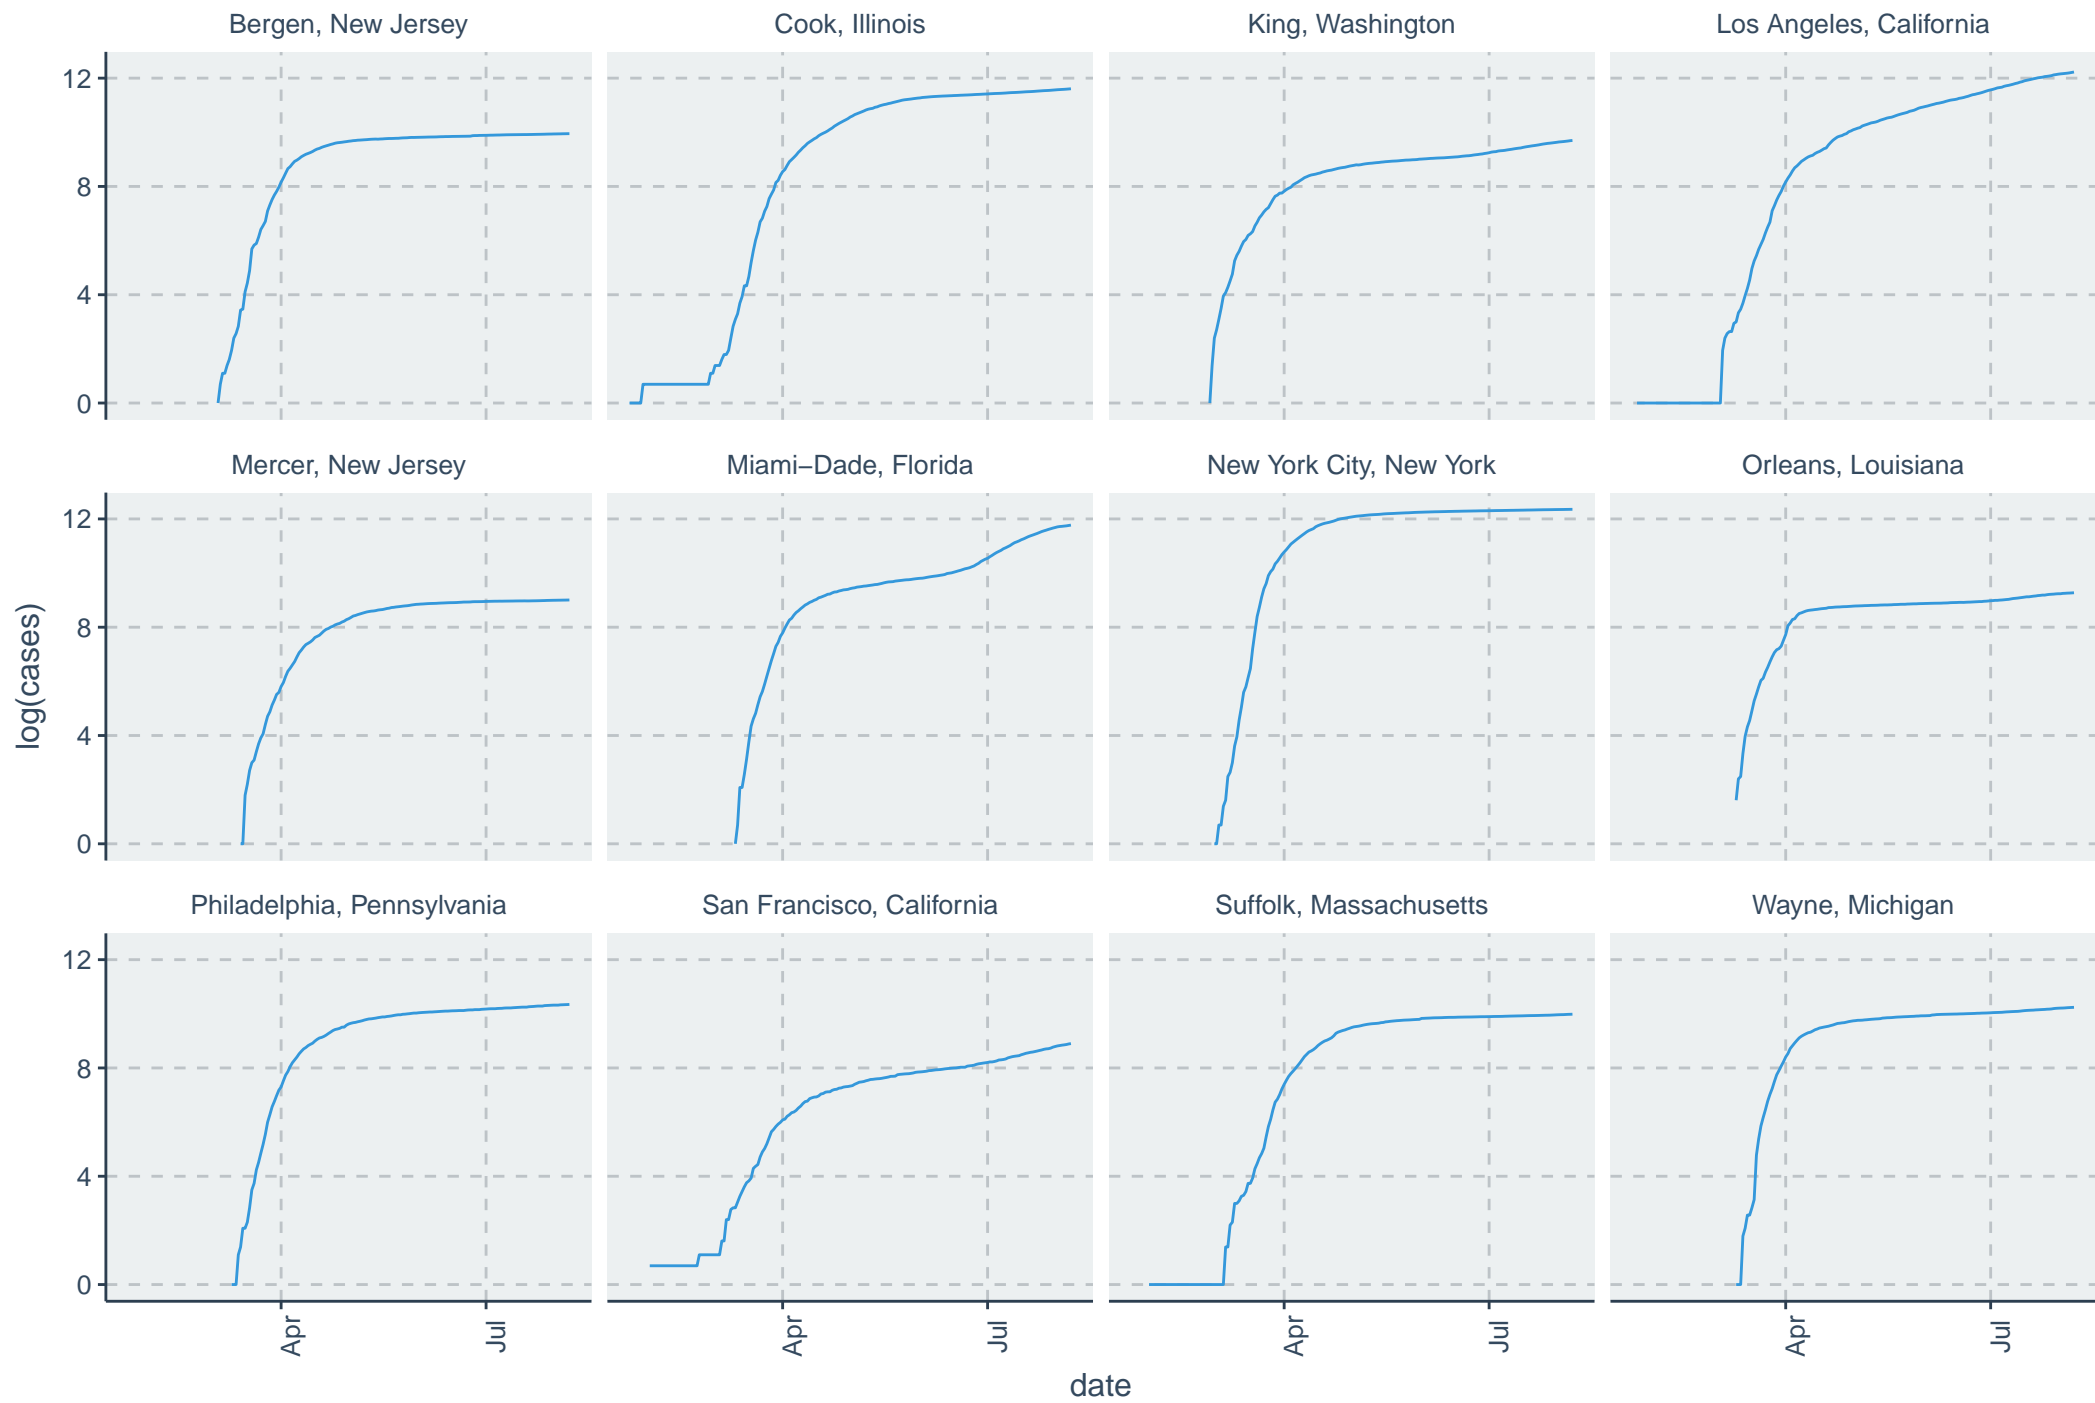 Bergen, New Jersey
Cook, Illinois
King, Washington
Los Angeles, California
12
8
4
0
Mercer, New Jersey
Miami−Dade, Florida
New York City, New York
Orleans, Louisiana
12
8
4
0
log(cases)
Philadelphia, Pennsylvania
San Francisco, California
Suffolk, Massachusetts
Wayne, Michigan
12
8
4
0
Apr
Jul
Apr
Jul
Apr
Jul
Apr
Jul
date